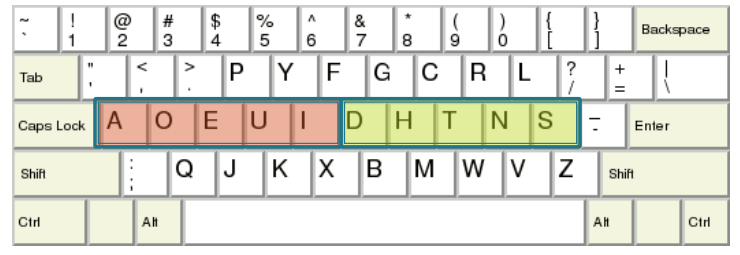 ~ ` ! 1 @ 2 # 3 $ 4 % 5 ^ 6 & 7 * 8 ( 9 ) 0 { [ } ] Backspace
Tab " ' < , > . P Y F G C R L ? / + = | \
Caps Lock A O E U I D H T N S _ - Enter
Shift : ; Q J K X B M W V Z Shift
Ctrl Alt Alt Ctrl